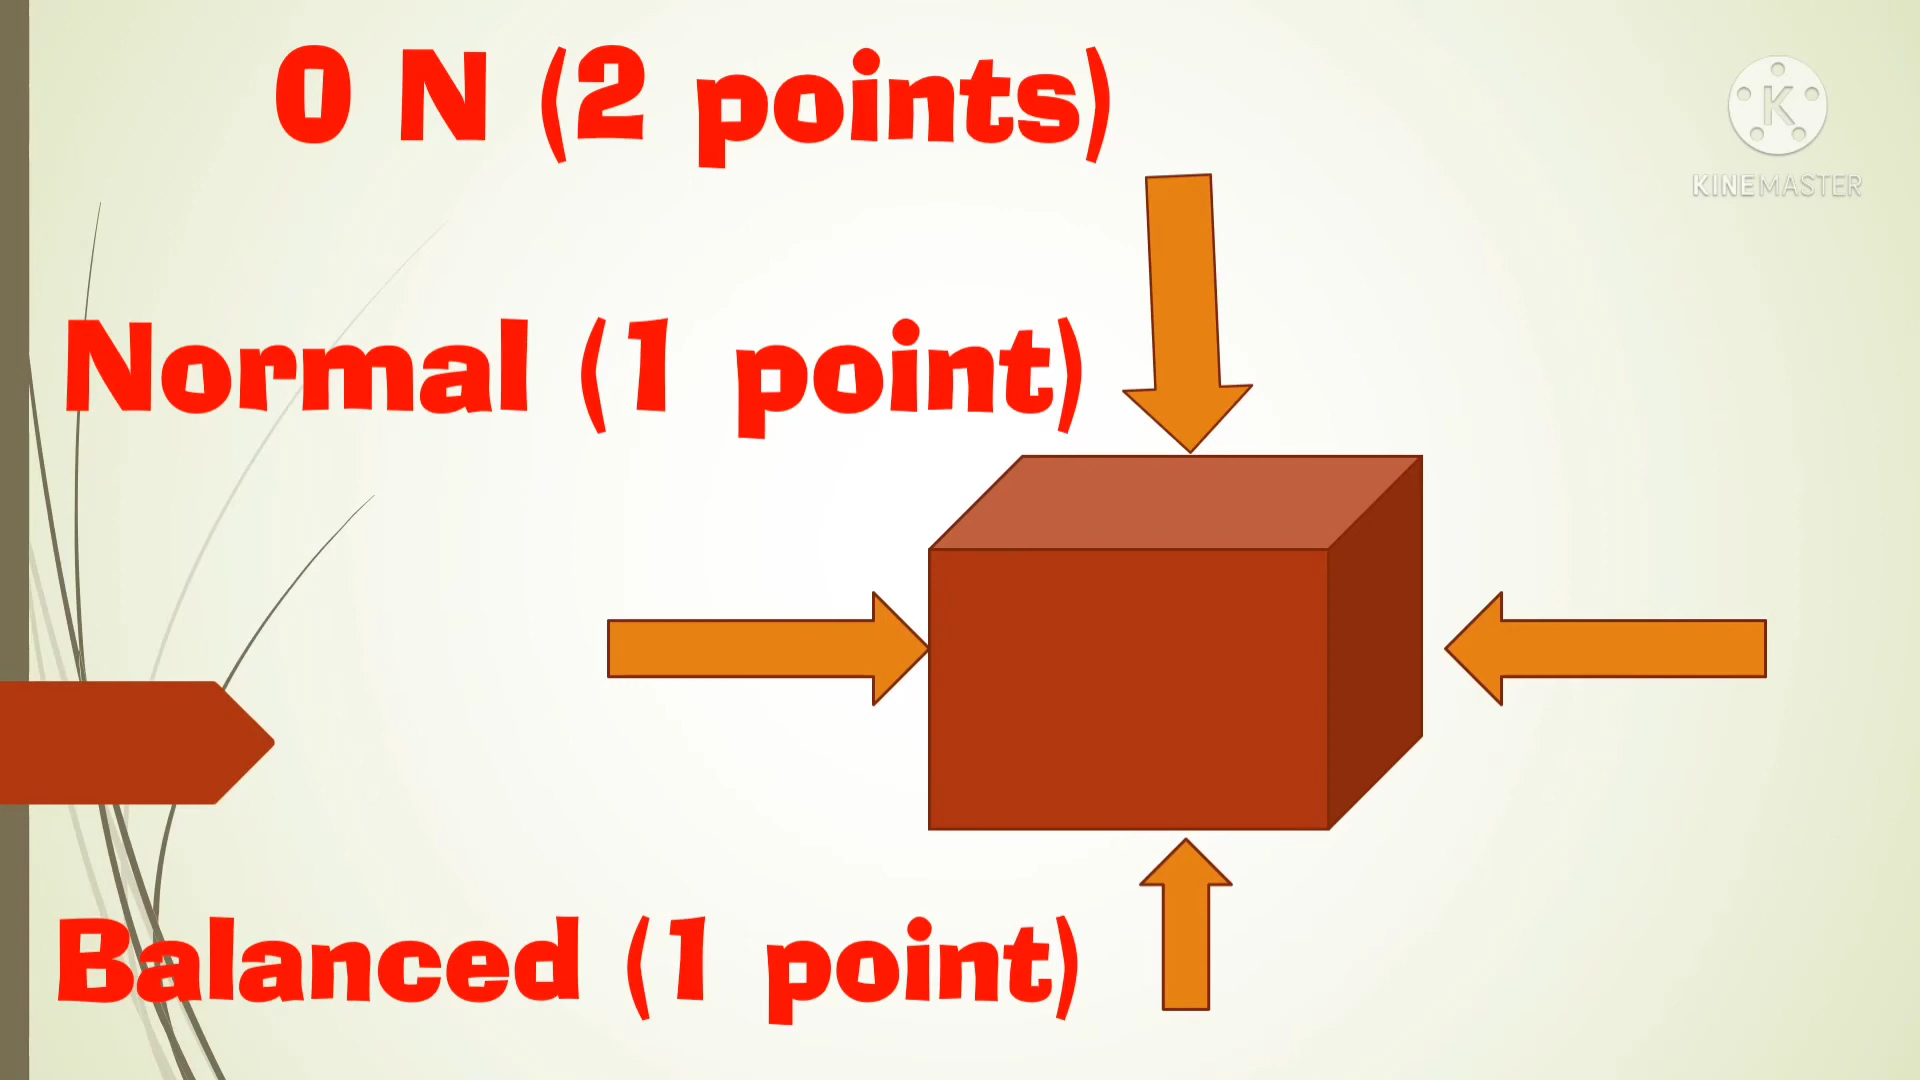 0 N (2 points)
K
KINEMASTER
Normal (1 point)
Balanced (1 point)